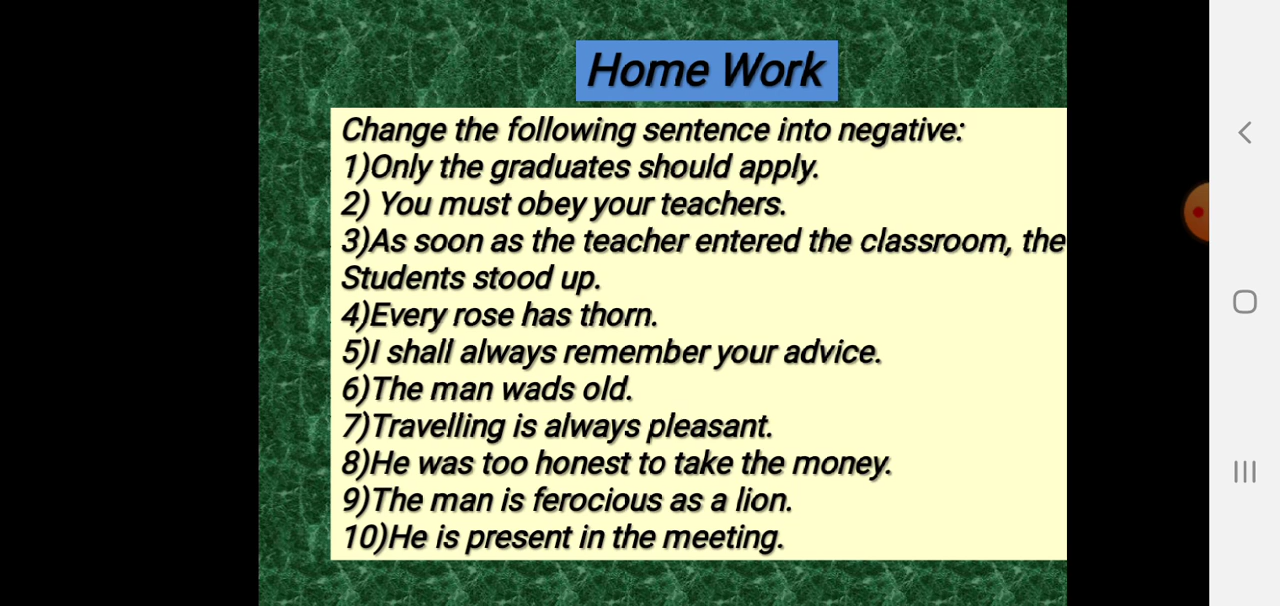 Home Work
Change the following sentence into negative:
1)Only the graduates should apply.
2) You must obey your teachers.
3)As soon as the teacher entered the classroom, the
Students stood up.
4)Every rose has thorn.
5)I shall always remember your advice.
6)The man wads old.
7)Travelling is always pleasant.
8)He was too honest to take the money.
9)The man is ferocious as a lion.
10)He is present in the meeting.